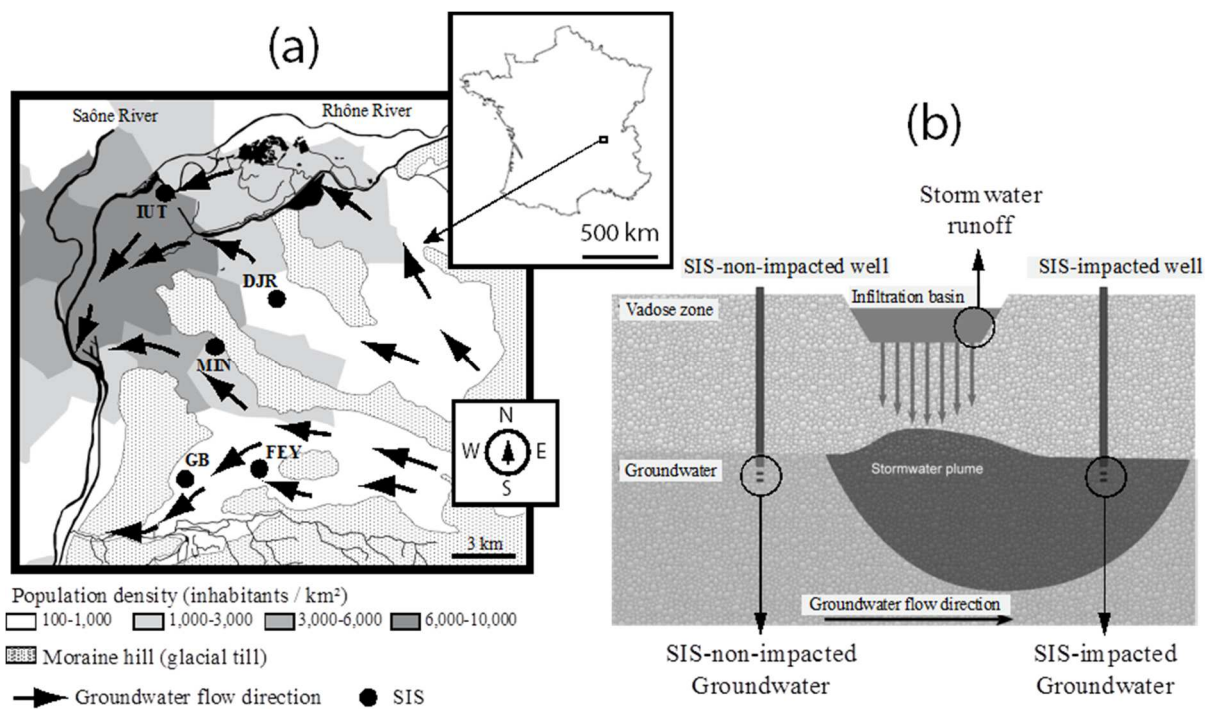 (a)
Saône River
Rhône River
500 km
IUT
DJR
MIN
GB
FEY
N
W E
S
3 km
Population density (inhabitants / km²)
100-1,000 1,000-3,000 3,000-6,000 6,000-10,000
Moraine hill (glacial till)
Groundwater flow direction SIS
(b)
Storm water
runoff
SIS-non-impacted well
SIS-impacted well
Vadose zone
Infiltration basin
Groundwater
Stormwater plume
Groundwater flow direction
SIS-non-impacted
Groundwater
SIS-impacted
Groundwater